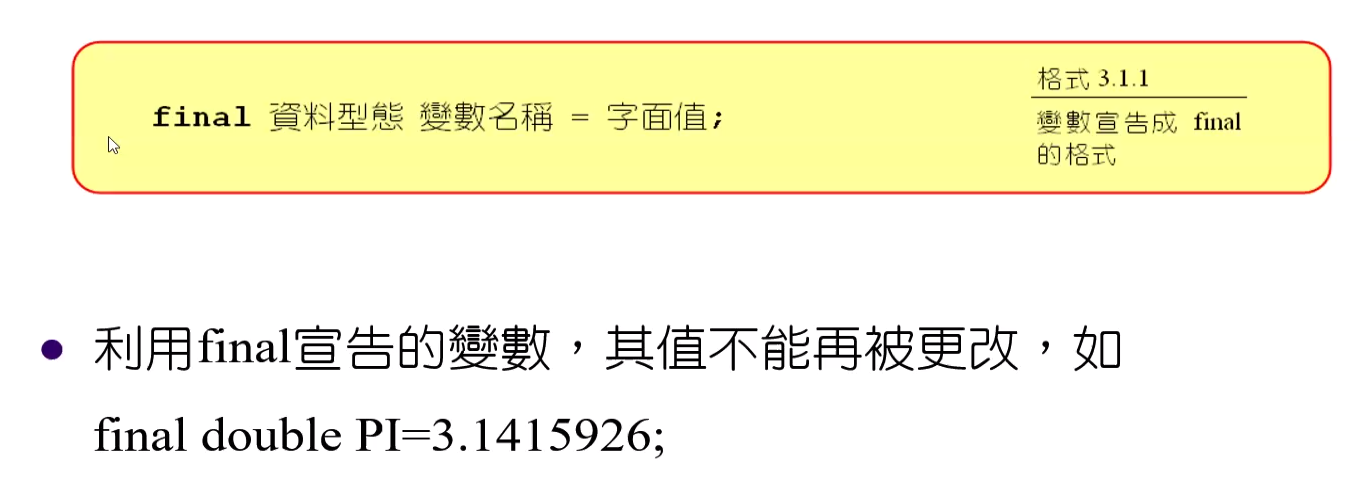 final 資料型態 變數名稱 = 字面值;
格式 3.1.1
變數宣告成 final
的格式
利用final宣告的變數，其值不能再被更改，如
final double PI=3.1415926;